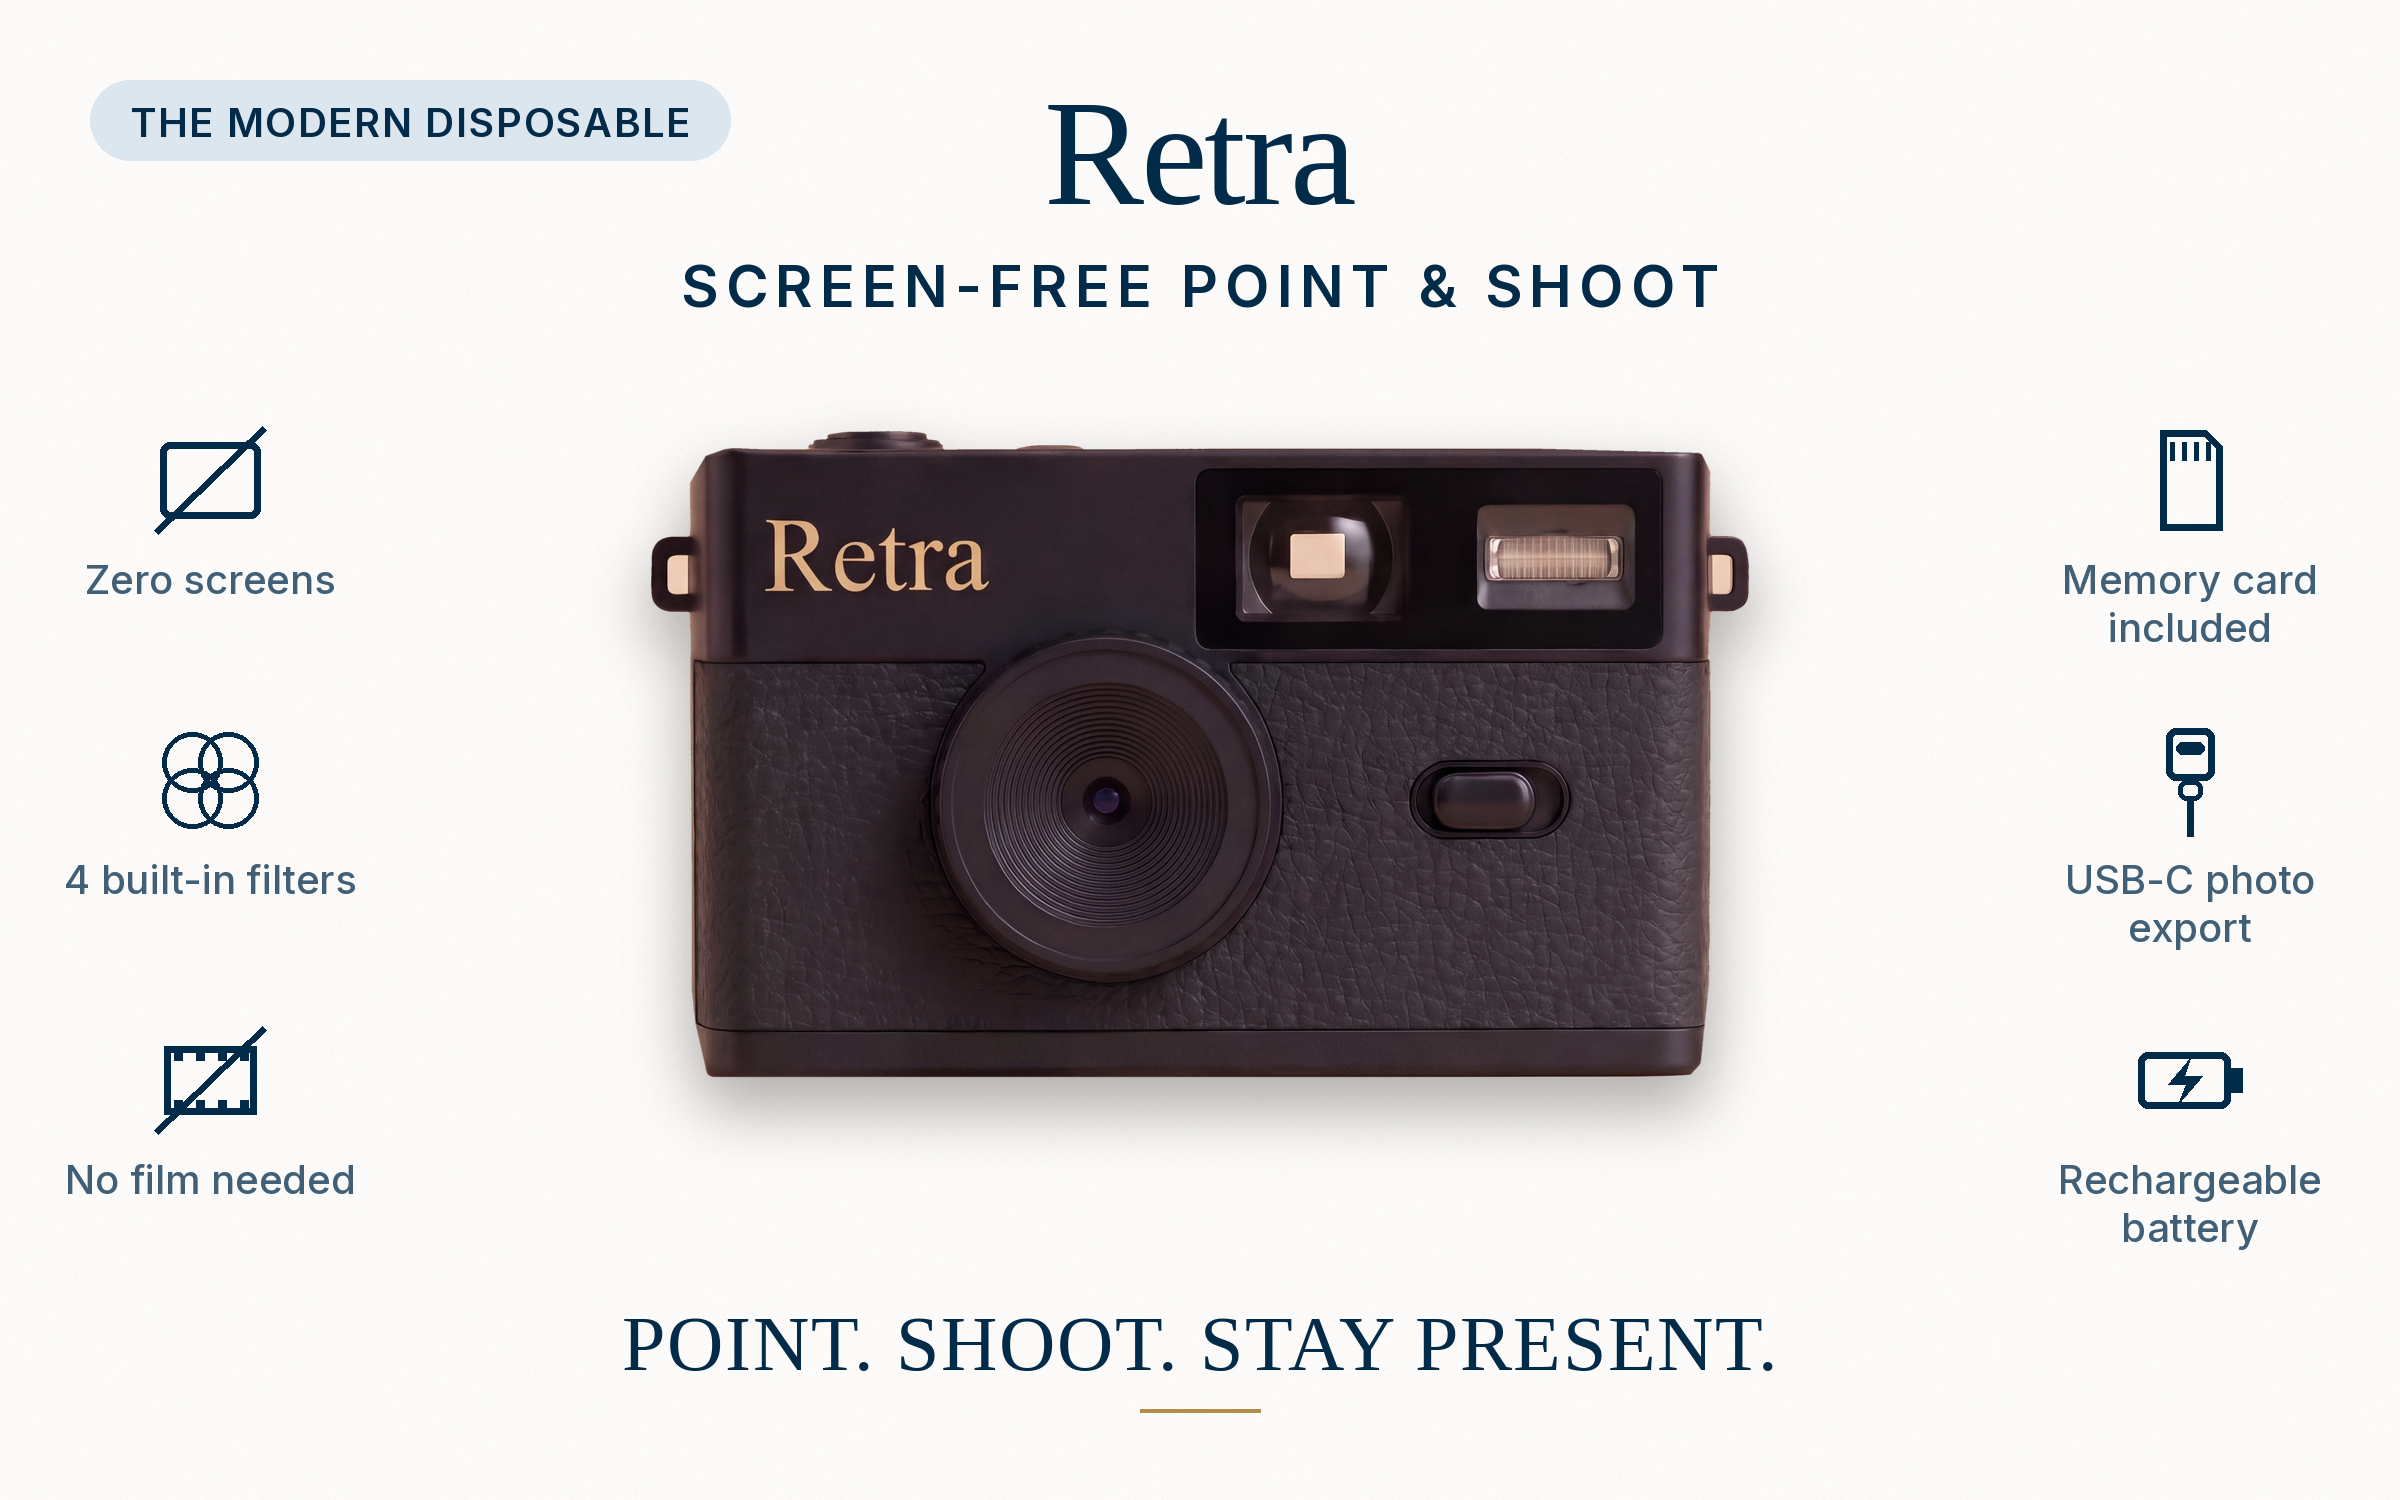 THE MODERN DISPOSABLE
Retra
SCREEN-FREE POINT & SHOOT
Zero screens
4 built-in filters
No film needed
Retra
Memory card
included
USB-C photo
export
Rechargeable
battery
POINT. SHOOT. STAY PRESENT.